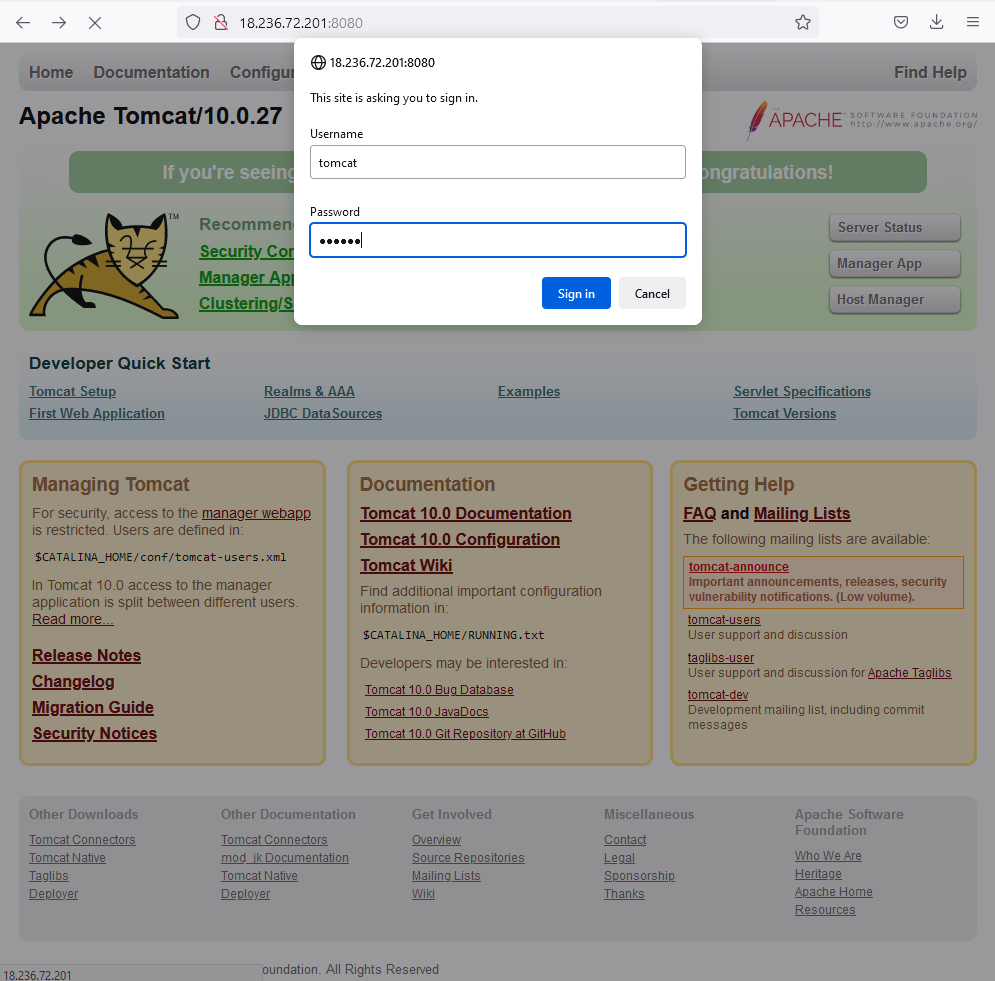 18.236.72.201:8080
18.236.72.201:8080
This site is asking you to sign in.
Username
tomcat
Password
••••••
Sign in Cancel
Home Documentation Configur Find Help
Apache Tomcat/10.0.27
THE APACHE SOFTWARE FOUNDATION
http://www.apache.org/
If you're seeing ongratulations!
TM
Recommen
Security Con
Manager App
Clustering/S
Server Status
Manager App
Host Manager
Developer Quick Start
Tomcat Setup
First Web Application
Realms & AAA
JDBC DataSources
Examples
Servlet Specifications
Tomcat Versions
Managing Tomcat
For security, access to the manager webapp
is restricted. Users are defined in:
$CATALINA_HOME/conf/tomcat-users.xml
In Tomcat 10.0 access to the manager
application is split between different users.
Read more...
Release Notes
Changelog
Migration Guide
Security Notices
Documentation
Tomcat 10.0 Documentation
Tomcat 10.0 Configuration
Tomcat Wiki
Find additional important configuration
information in:
$CATALINA_HOME/RUNNING.txt
Developers may be interested in:
Tomcat 10.0 Bug Database
Tomcat 10.0 JavaDocs
Tomcat 10.0 Git Repository at GitHub
Getting Help
FAQ and Mailing Lists
The following mailing lists are available:
tomcat-announce
Important announcements, releases, security
vulnerability notifications. (Low volume).
tomcat-users
User support and discussion
taglibs-user
User support and discussion for Apache Taglibs
tomcat-dev
Development mailing list, including commit
messages
Other Downloads
Tomcat Connectors
Tomcat Native
Taglibs
Deployer
Other Documentation
Tomcat Connectors
mod_jk Documentation
Tomcat Native
Deployer
Get Involved
Overview
Source Repositories
Mailing Lists
Wiki
Miscellaneous
Contact
Legal
Sponsorship
Thanks
Apache Software
Foundation
Who We Are
Heritage
Apache Home
Resources
oundation. All Rights Reserved
18.236.72.201